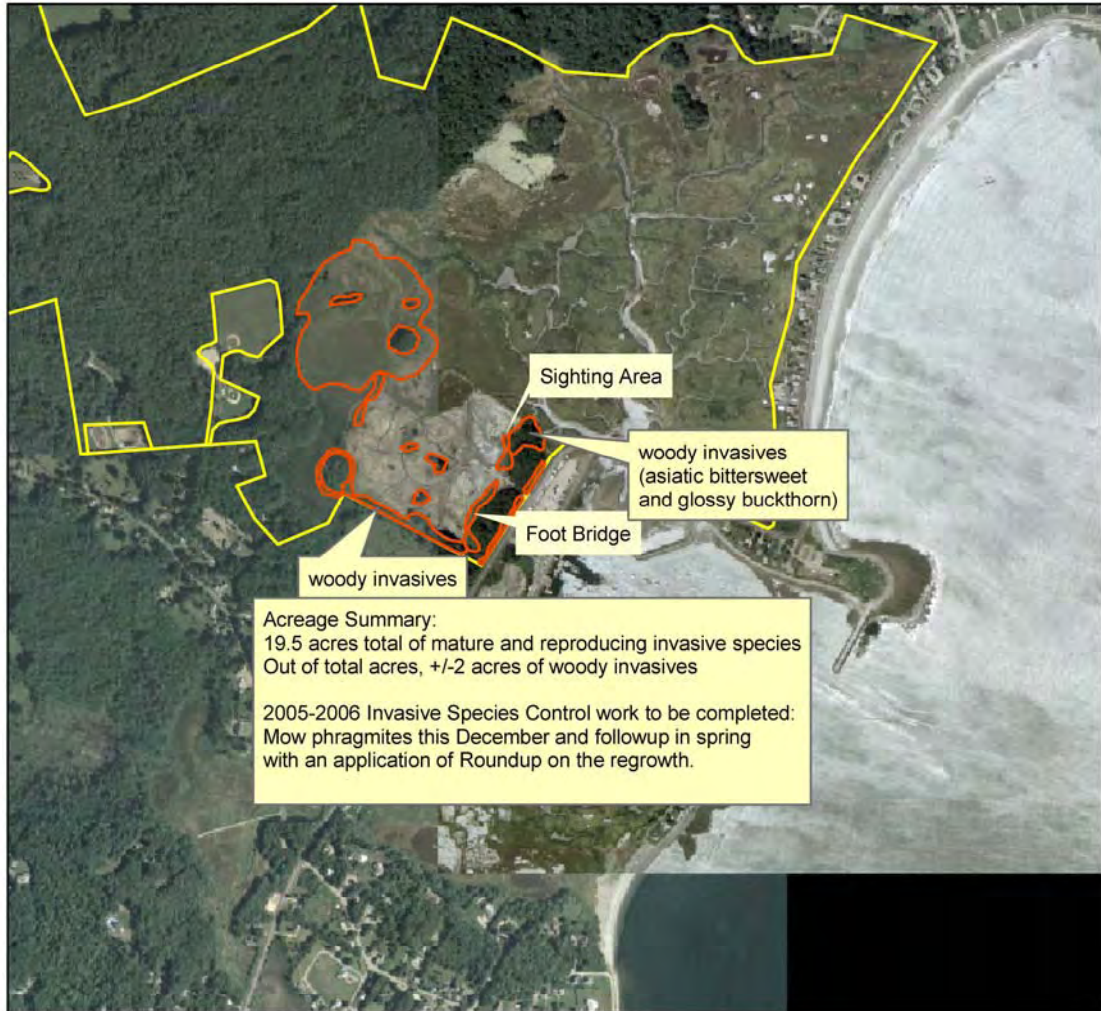 Sighting Area
woody invasives
(asiatic bittersweet
and glossy buckthorn)
Foot Bridge
woody invasives
Acreage Summary:
19.5 acres total of mature and reproducing invasive species
Out of total acres, +/-2 acres of woody invasives
2005-2006 Invasive Species Control work to be completed:
Mow phragmites this December and followup in spring
with an application of Roundup on the regrowth.